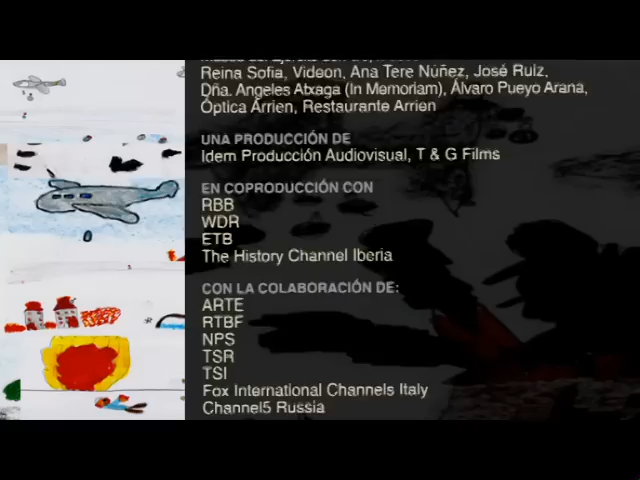 Reina Sofia, Videon, Ana Tere Núñez, José Ruiz,
Dña. Angeles Atxaga (In Memoriam), Álvaro Pueyo Arana,
Óptica Arrien, Restaurante Arrien
UNA PRODUCCIÓN DE
Idem Producción Audiovisual, T & G Films
EN COPRODUCCIÓN CON
RBB
WDR
ETB
The History Channel Iberia
CON LA COLABORACIÓN DE:
ARTE
RTBF
NPS
TSR
TSI
Fox International Channels Italy
Channel5 Russia